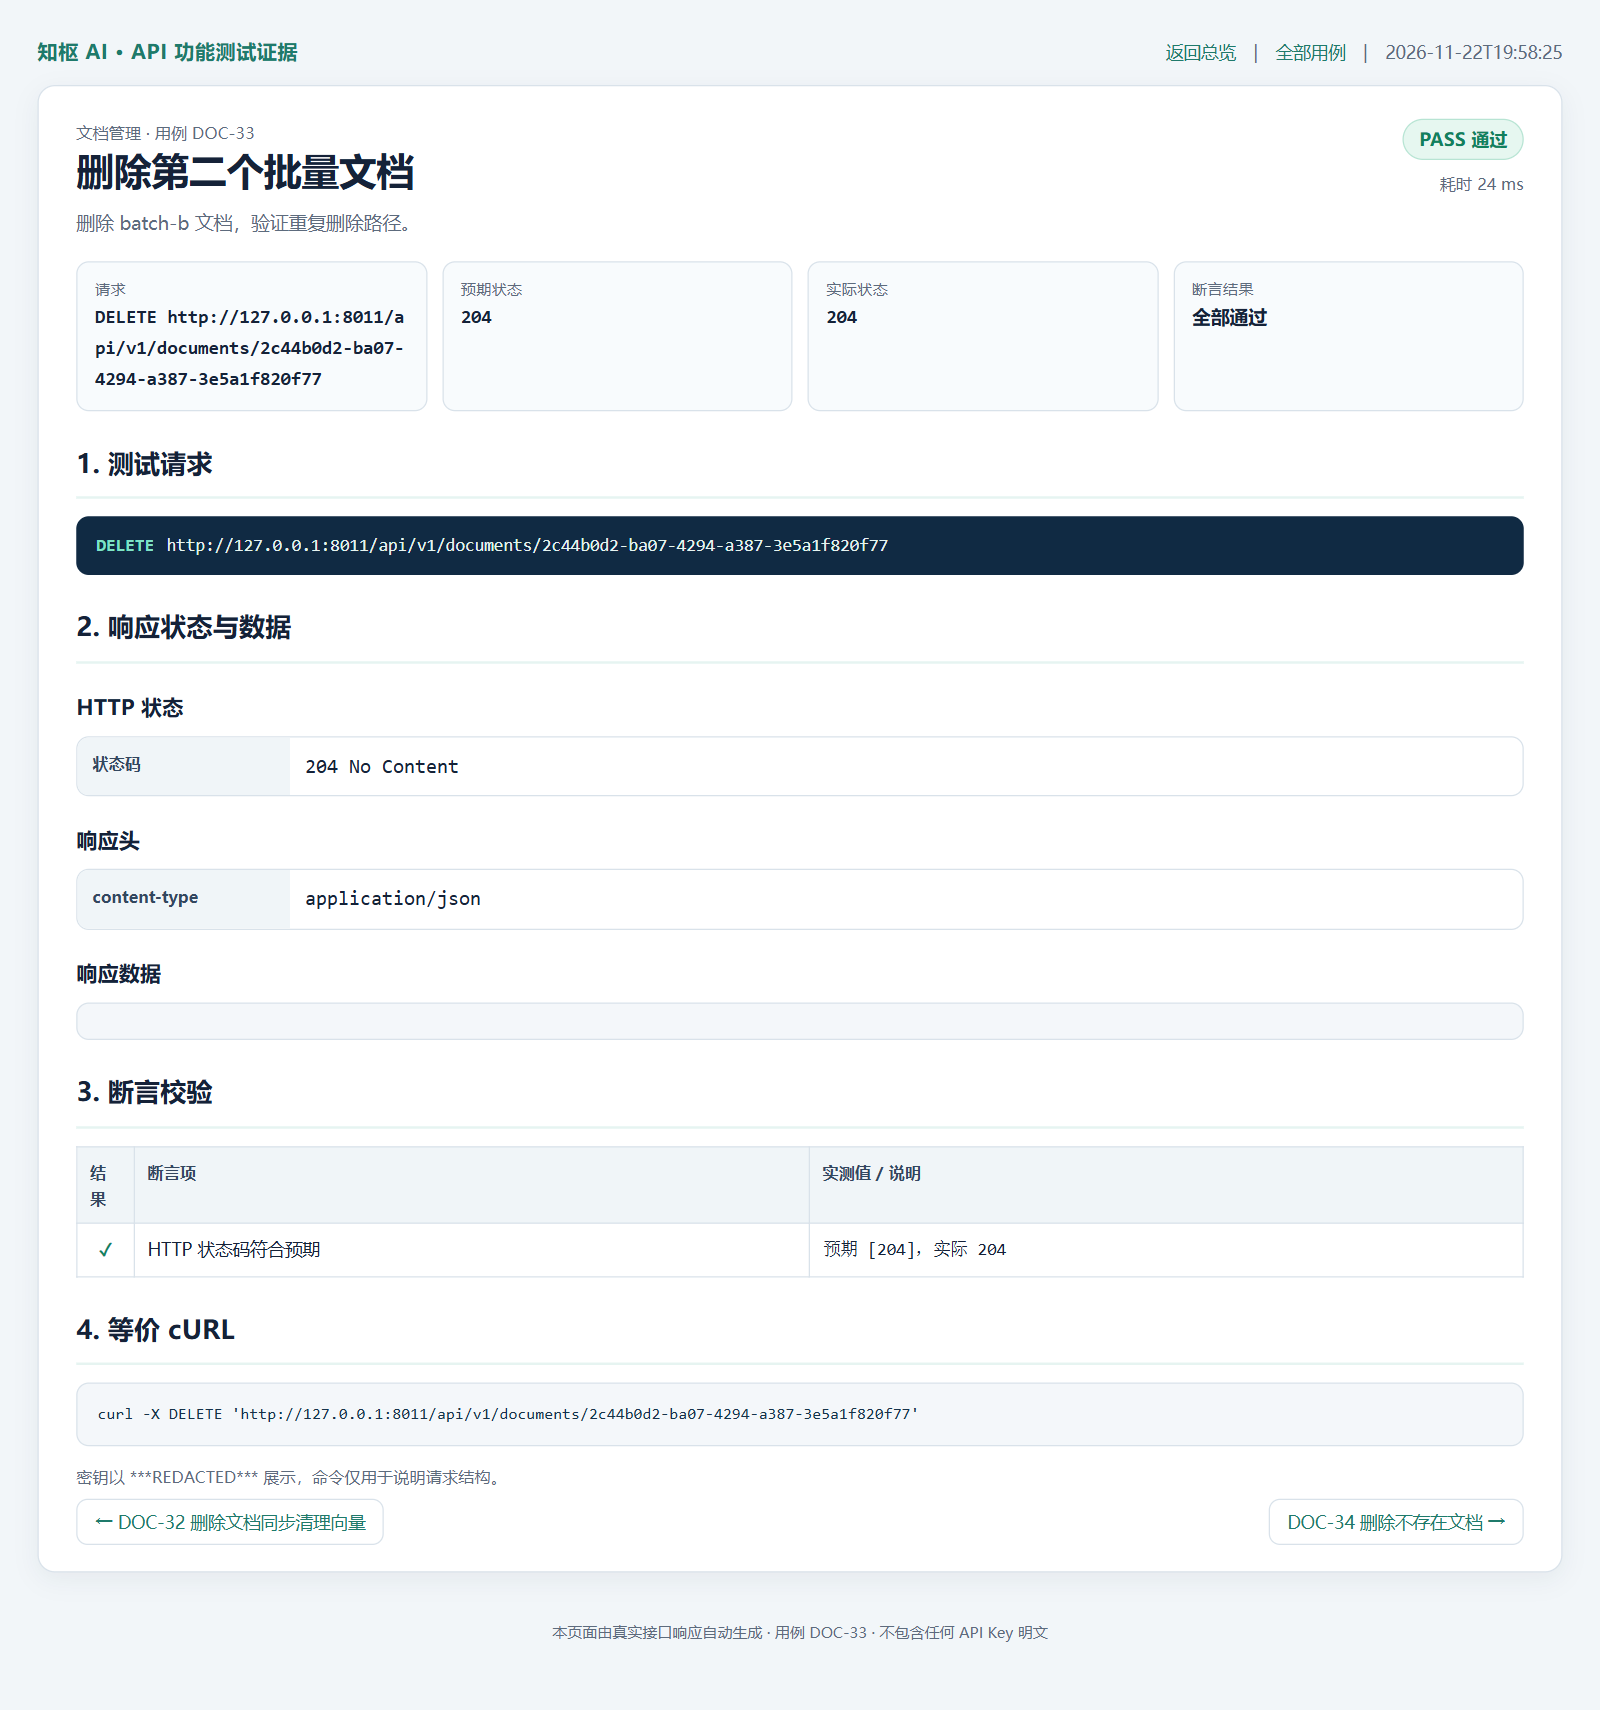 知枢 AI · API 功能测试证据
返回总览 | 全部用例 | 2026-11-22T19:58:25
文档管理 · 用例 DOC-33
PASS 通过
删除第二个批量文档
耗时 24 ms
删除 batch-b 文档，验证重复删除路径。
请求
DELETE http://127.0.0.1:8011/a
pi/v1/documents/2c44b0d2-ba07-
4294-a387-3e5a1f820f77
预期状态
204
实际状态
204
断言结果
全部通过
1. 测试请求
DELETE http://127.0.0.1:8011/api/v1/documents/2c44b0d2-ba07-4294-a387-3e5a1f820f77
2. 响应状态与数据
HTTP 状态
状态码 204 No Content
响应头
content-type application/json
响应数据
3. 断言校验
结
果
断言项
实测值 / 说明
✓ HTTP 状态码符合预期 预期 [204]，实际 204
4. 等价 cURL
curl -X DELETE 'http://127.0.0.1:8011/api/v1/documents/2c44b0d2-ba07-4294-a387-3e5a1f820f77'
密钥以 ***REDACTED*** 展示，命令仅用于说明请求结构。
← DOC-32 删除文档同步清理向量
DOC-34 删除不存在文档 →
本页面由真实接口响应自动生成 · 用例 DOC-33 · 不包含任何 API Key 明文